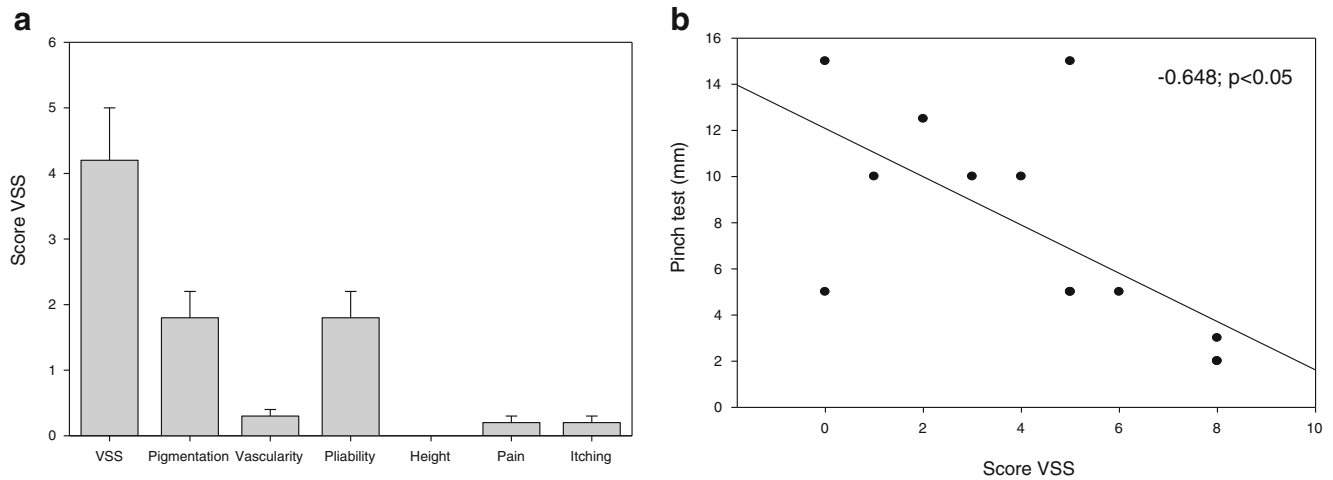 a
6
5
4
3
2
1
0
Score VSS
VSS Pigmentation Vascularity Pliability Height Pain Itching
b
16
14
12
10
8
6
4
2
0
Pinch test (mm)
-0.648; p<0.05
0 2 4 6 8 10
Score VSS